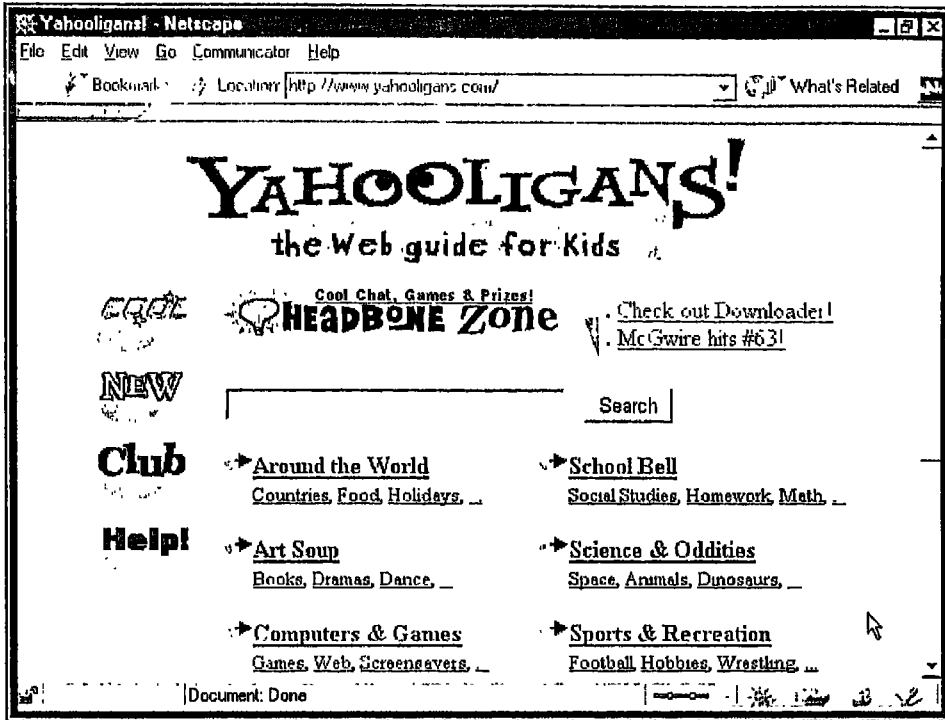 Yahooligans! - Netscape
File Edit View Go Communicator Help
Bookmark Location: http://www.yahooligans.com/ What's Related
YAHOOLIGANS!
the Web guide for Kids
COOL
Cool Chat, Games & Prizes!
HEADBONE Zone
. Check out Downloader!
. McGwire hits #63!
NEW
Search
Club
Around the World
Countries, Food, Holidays, ...
School Bell
Social Studies, Homework, Math, ...
Help!
Art Soup
Books, Dramas, Dance, ...
Science & Oddities
Space, Animals, Dinosaurs, ...
Computers & Games
Games, Web, Screensavers, ...
Sports & Recreation
Football, Hobbies, Wrestling, ...
Document: Done